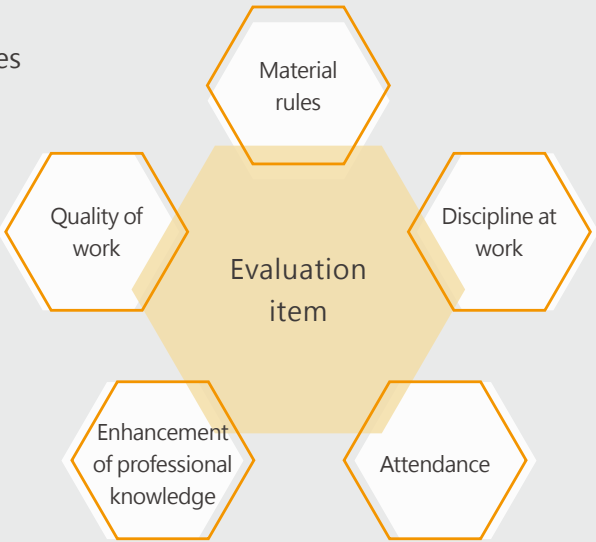 es
Material
rules
Quality of
work
Discipline at
work
Evaluation
item
Enhancement
of professional
knowledge
Attendance